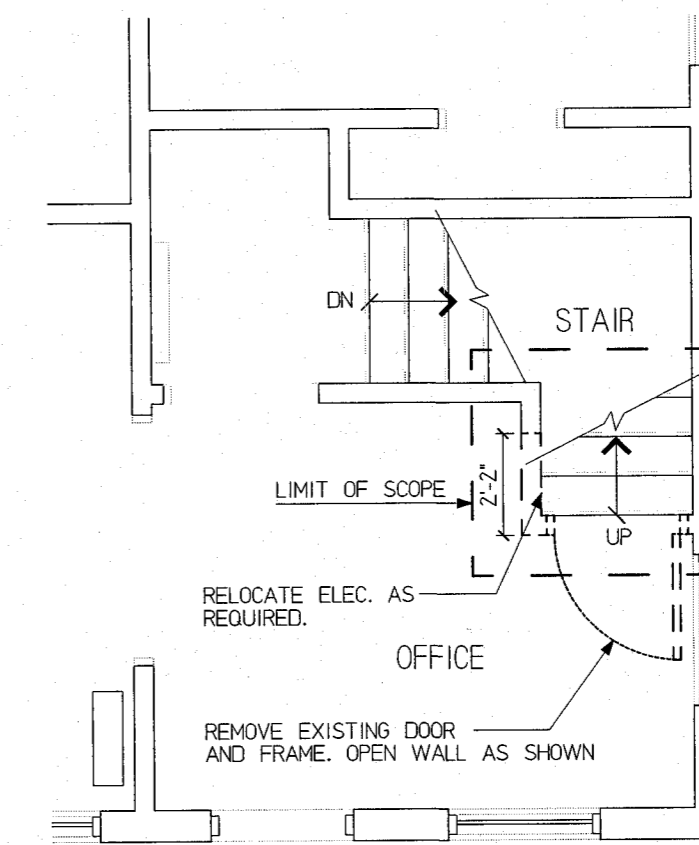 DN
STAIR
LIMIT OF SCOPE
2'-2"
UP
RELOCATE ELEC. AS
REQUIRED.
OFFICE
REMOVE EXISTING DOOR
AND FRAME. OPEN WALL AS SHOWN